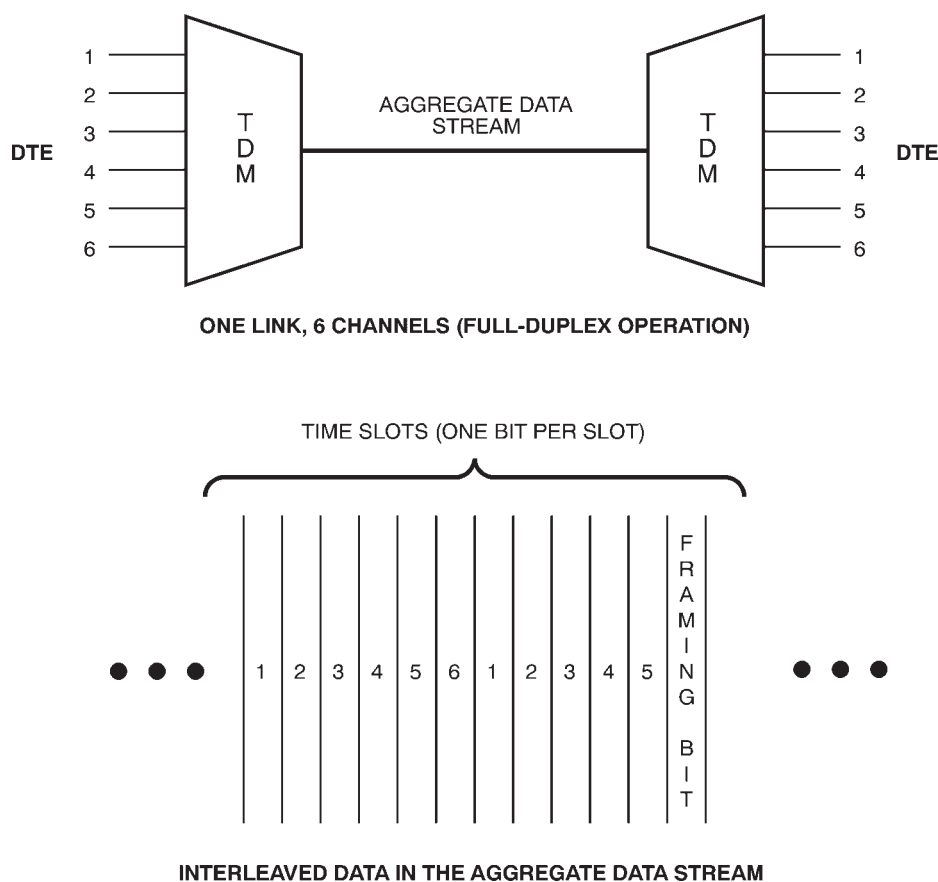 1
2
3
DTE
4
5
6
TDM
AGGREGATE DATA
STREAM
TDM
1
2
3
DTE
4
5
6
ONE LINK, 6 CHANNELS (FULL-DUPLEX OPERATION)
TIME SLOTS (ONE BIT PER SLOT)
1 2 3 4 5 6 1 2 3 4 5 FRAMING BIT
INTERLEAVED DATA IN THE AGGREGATE DATA STREAM